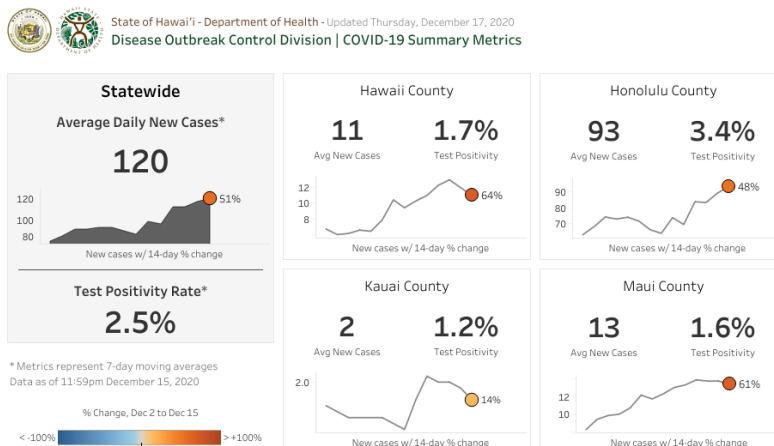 State of Hawai'i - Department of Health - Updated Thursday, December 17, 2020
Disease Outbreak Control Division | COVID-19 Summary Metrics
Statewide
Average Daily New Cases*
120
120
100
80
51%
New cases w/ 14-day % change
Test Positivity Rate*
2.5%
* Metrics represent 7-day moving averages
Data as of 11:59pm December 15, 2020
% Change, Dec 2 to Dec 15
< -100%
> +100%
Hawaii County
11 1.7%
Avg New Cases Test Positivity
12
10
8
64%
New cases w/ 14-day % change
Honolulu County
93 3.4%
Avg New Cases Test Positivity
90
80
70
48%
New cases w/ 14-day % change
Kauai County
2 1.2%
Avg New Cases Test Positivity
2.0
14%
New cases w/ 14-day % change
Maui County
13 1.6%
Avg New Cases Test Positivity
12
10
61%
New cases w/ 14-day % change